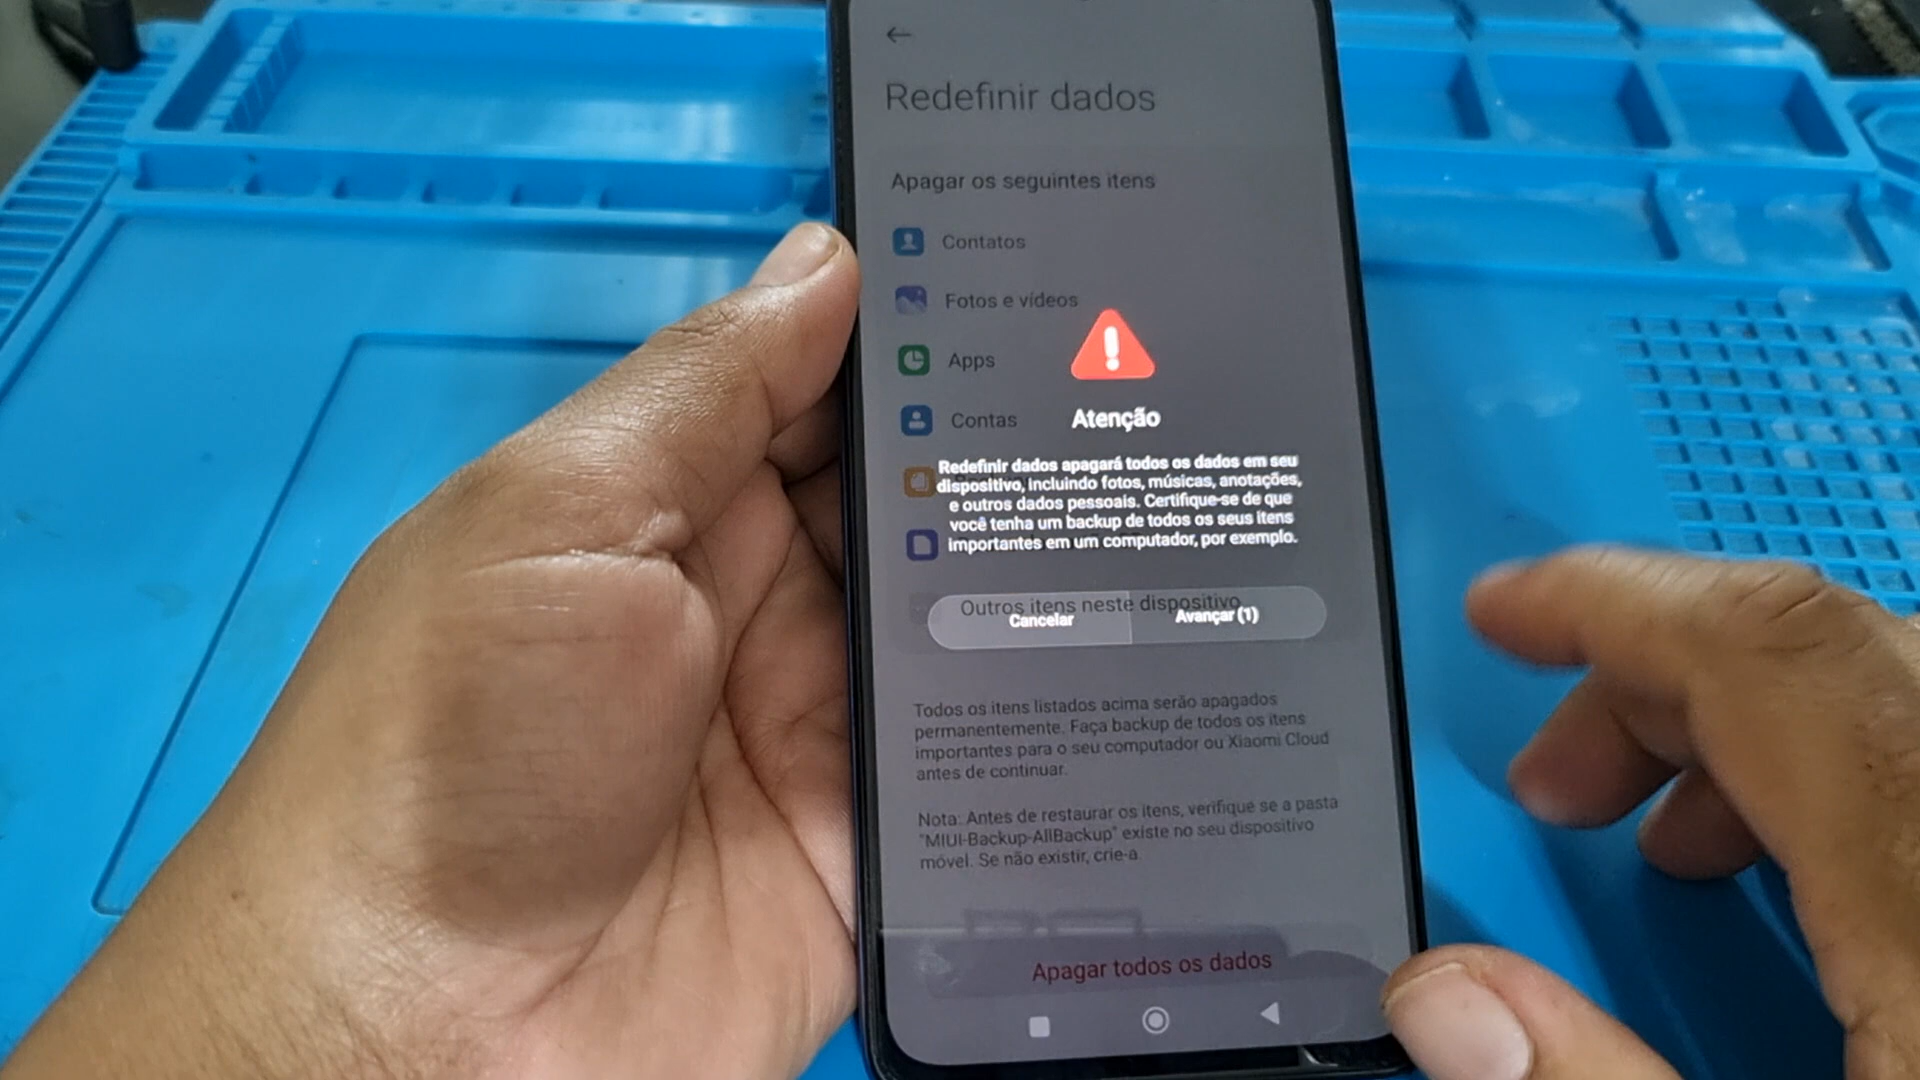 Redefinir dados
Apagar os seguintes itens
Contatos
Fotos e vídeos
Apps
Contas
Atenção
Redefinir dados apagará todos os dados em seu
dispositivo, incluindo fotos, músicas, anotações,
e outros dados pessoais. Certifique-se de que
você tenha um backup de todos os seus itens
importantes em um computador, por exemplo.
Outros itens neste dispositivo
Cancelar
Avançar (1)
Todos os itens listados acima serão apagados
permanentemente. Faça backup de todos os itens
importantes para o seu computador ou Xiaomi Cloud
antes de continuar.
Nota: Antes de restaurar os itens, verifique se a pasta
"MIUI-Backup-AllBackup" existe no seu dispositivo
móvel. Se não existir, crie-a
Apagar todos os dados